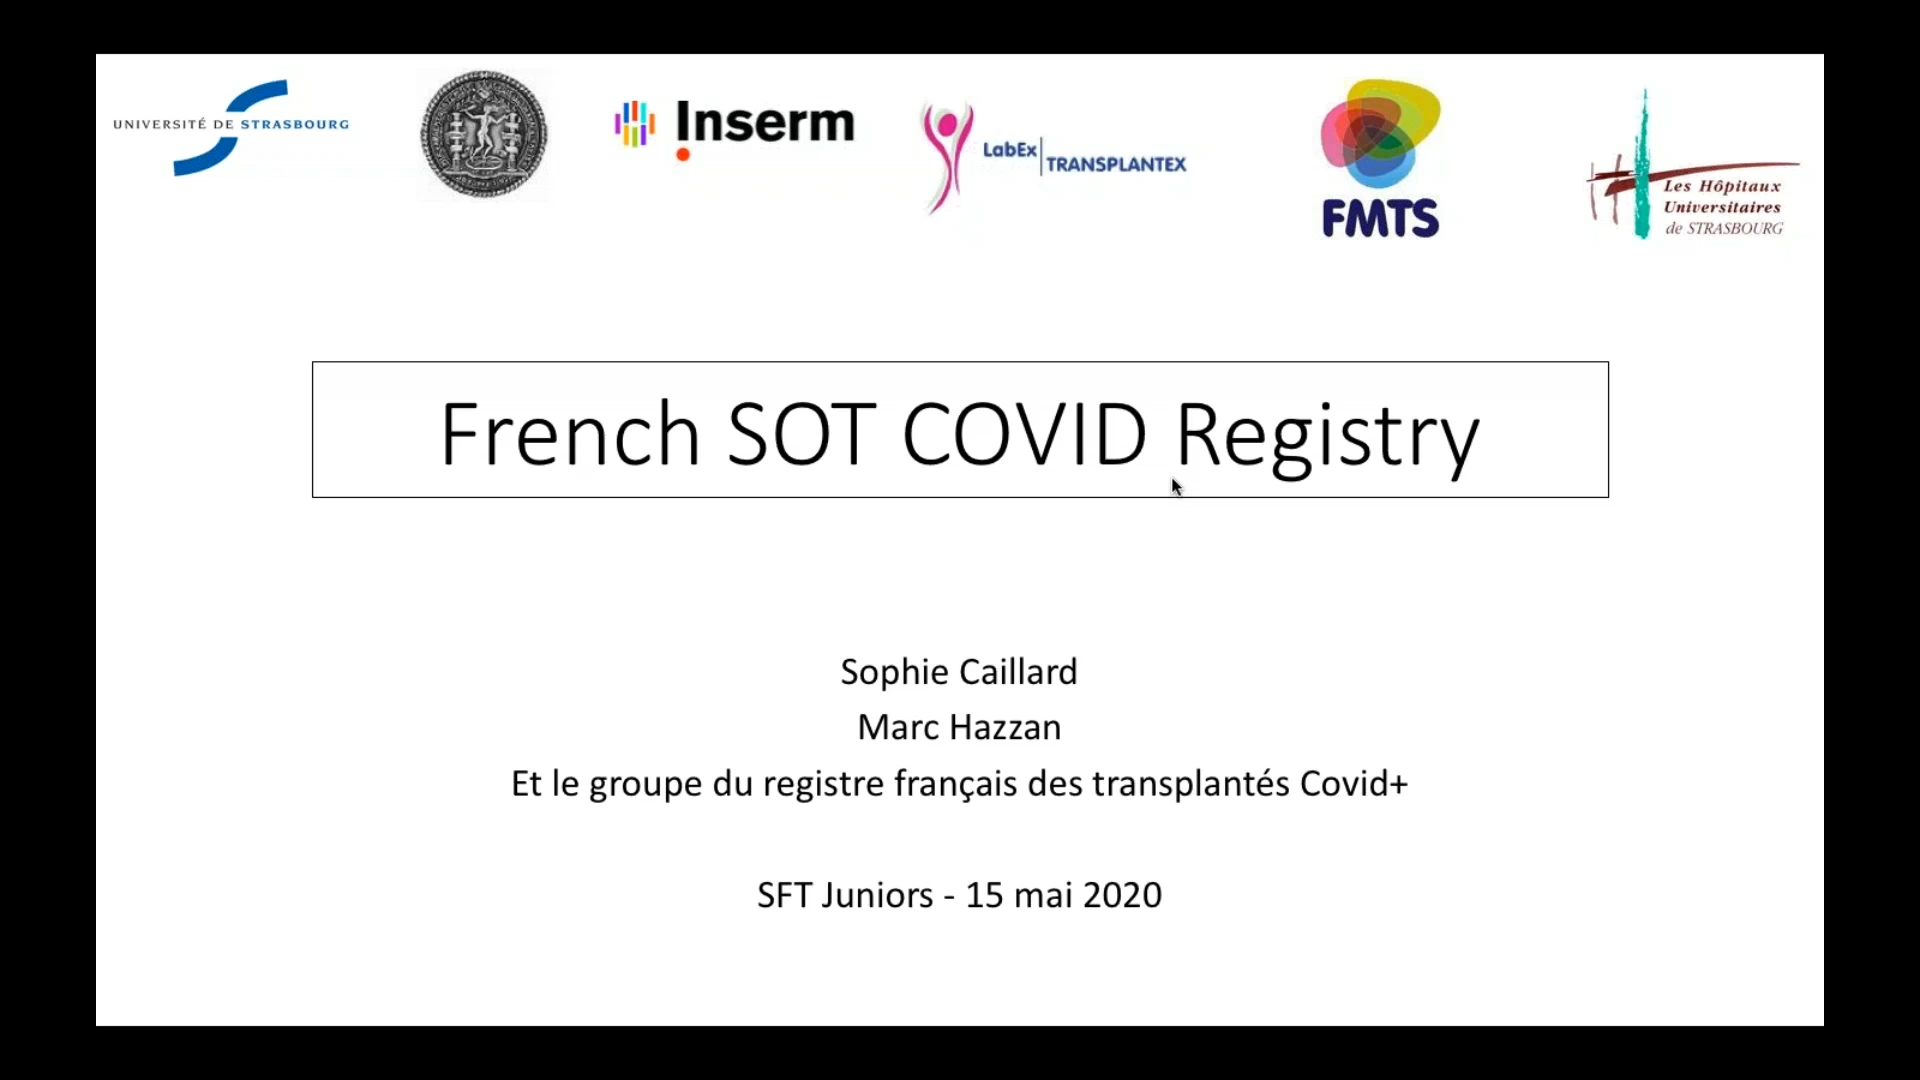 UNIVERSITÉ DE STRASBOURG
Inserm
LabEx TRANSPLANTEX
FMTS
Les Hôpitaux
Universitaires
de STRASBOURG
French SOT COVID Registry
Sophie Caillard
Marc Hazzan
Et le groupe du registre français des transplantés Covid+
SFT Juniors - 15 mai 2020